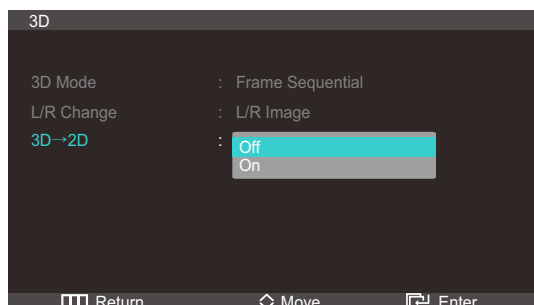 3D
3D Mode : Frame Sequential
L/R Change : L/R Image
3D→2D : Off
On
Return Move Enter